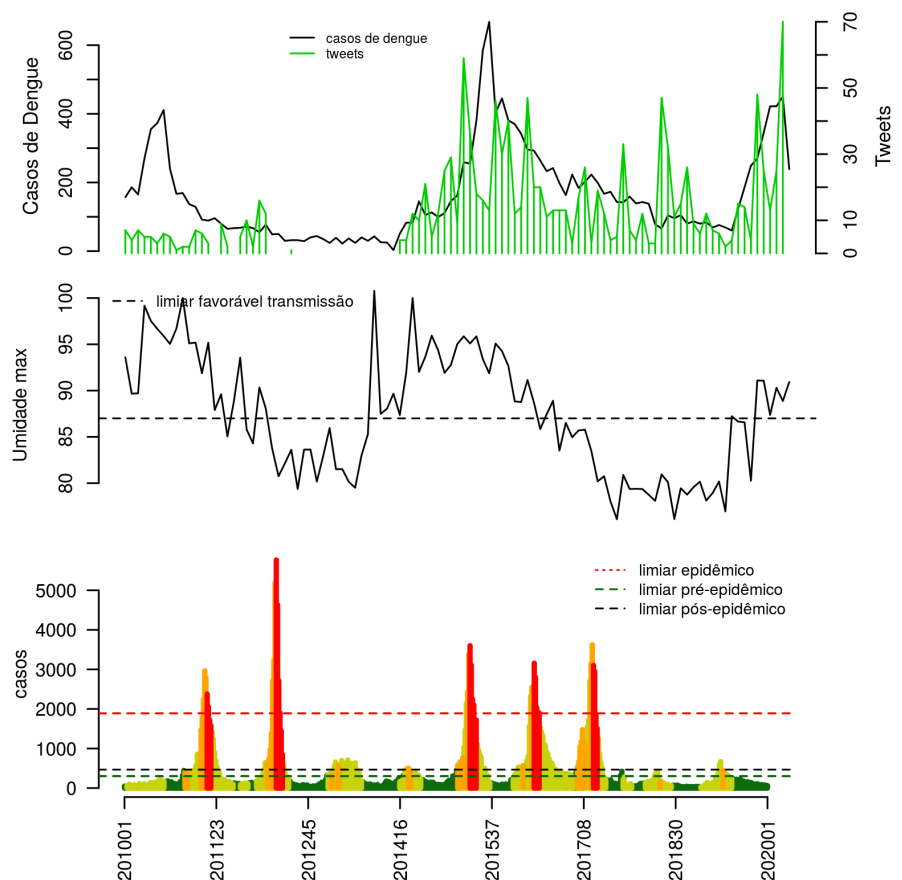 casos de dengue
tweets
Casos de Dengue
0
200
400
600
Tweets
0
10
30
50
70
limiar favorável transmissão
Umidade max
80
85
90
95
100
limiar epidêmico
limiar pré-epidêmico
limiar pós-epidêmico
casos
0
1000
2000
3000
4000
5000
201001
201123
201245
201416
201537
201708
201830
202001